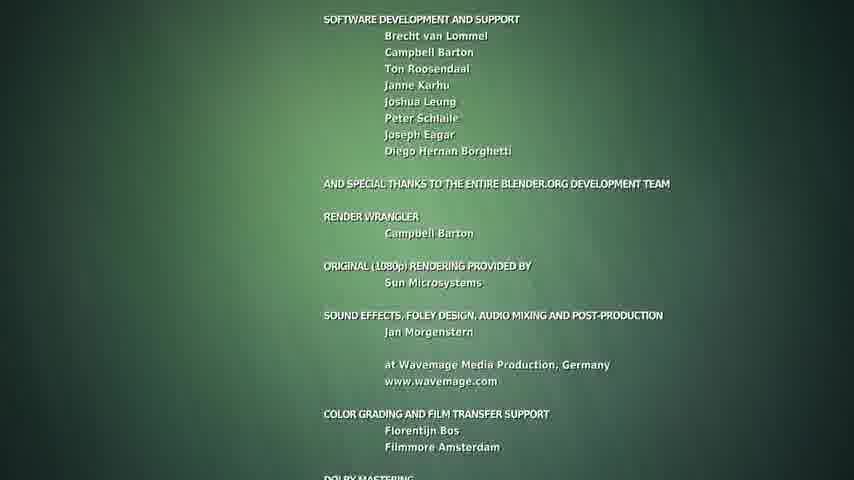 SOFTWARE DEVELOPMENT AND SUPPORT
Brecht van Lommel
Campbell Barton
Ton Roosendaal
Janne Karhu
Joshua Leung
Peter Schlaile
Joseph Eagar
Diego Hernan Borghetti
AND SPECIAL THANKS TO THE ENTIRE BLENDER.ORG DEVELOPMENT TEAM
RENDER WRANGLER
Campbell Barton
ORIGINAL (1080p) RENDERING PROVIDED BY
Sun Microsystems
SOUND EFFECTS, FOLEY DESIGN, AUDIO MIXING AND POST-PRODUCTION
Jan Morgenstern
at Wavemage Media Production, Germany
www.wavemage.com
COLOR GRADING AND FILM TRANSFER SUPPORT
Florentijn Bos
Filmmore Amsterdam
DOLBY MASTERING